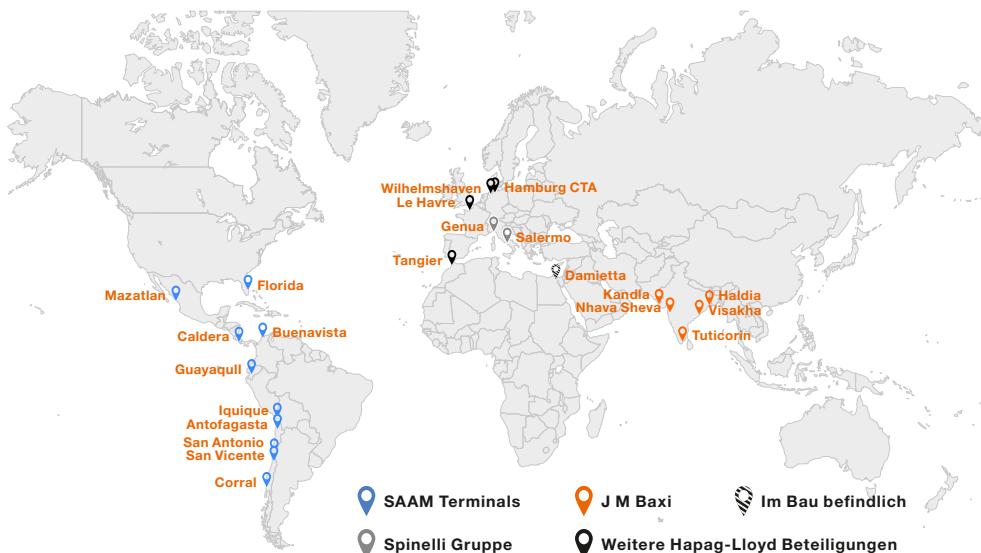 Wilhelmshaven
Hamburg CTA
Le Havre
Genua
Salermo
Tangier
Damietta
Mazatlan
Florida
Kandla
Haldia
Nhava Sheva
Visakha
Caldera
Buenavista
Tuticorin
Guayaqull
Iquique
Antofagasta
San Antonio
San Vicente
Corral
SAAM Terminals
J M Baxi
Im Bau befindlich
Spinelli Gruppe
Weitere Hapag-Lloyd Beteiligungen